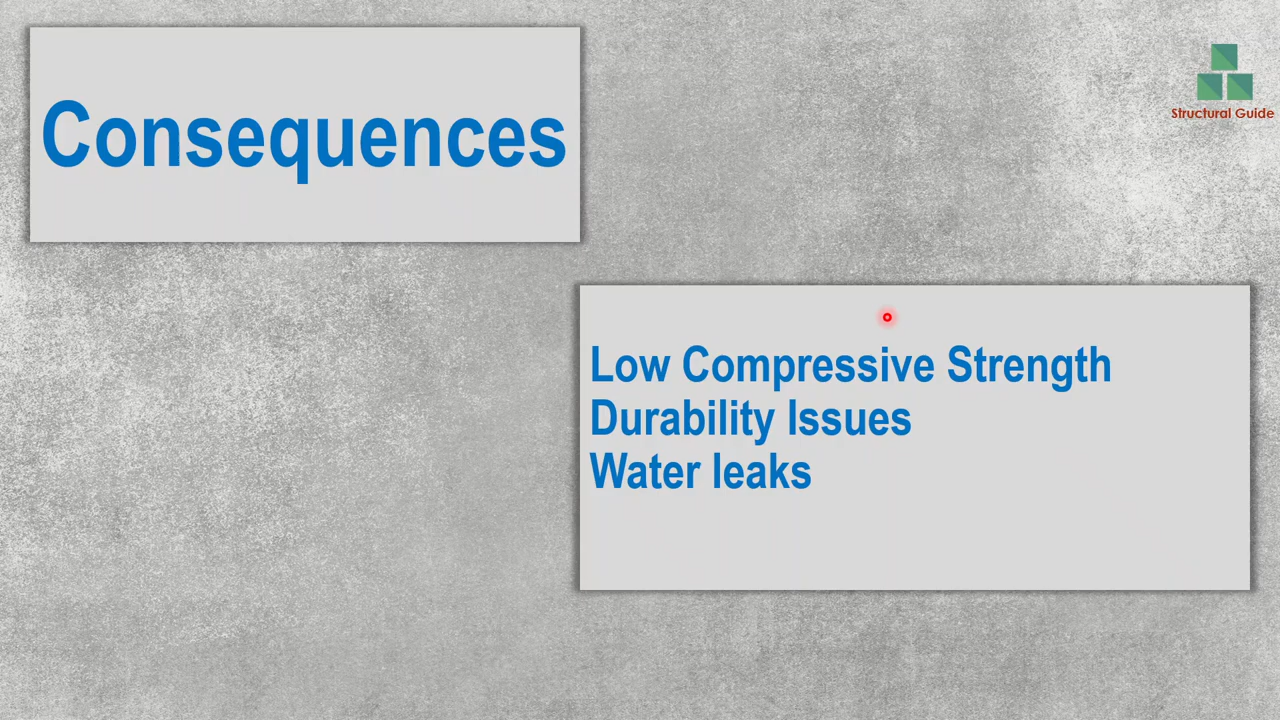 Consequences
Structural Guide
Low Compressive Strength
Durability Issues
Water leaks